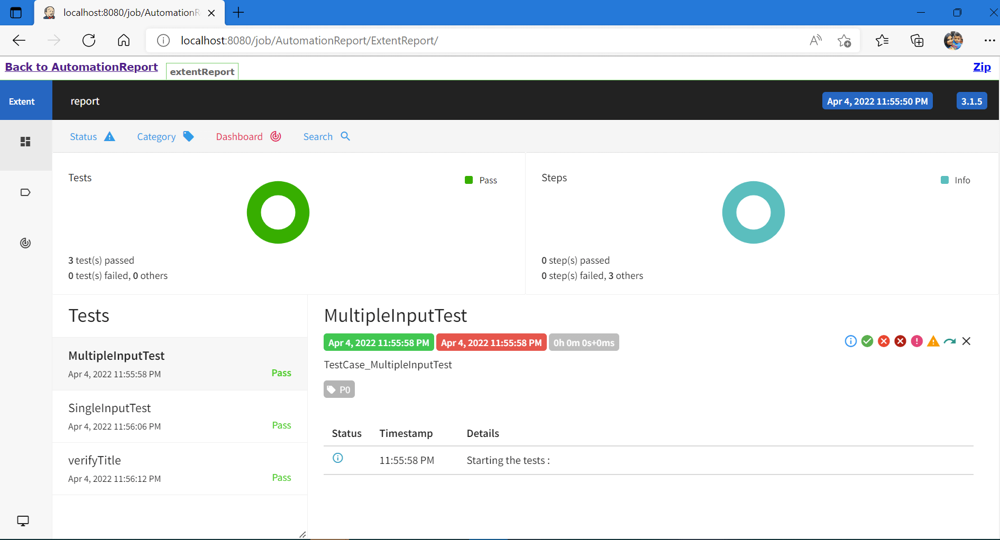 localhost:8080/job/AutomationR
localhost:8080/job/AutomationReport/ExtentReport/
Back to AutomationReport
extentReport
Zip
Extent
report
Apr 4, 2022 11:55:50 PM
3.1.5
Status
Category
Dashboard
Search
Tests
Pass
3 test(s) passed
0 test(s) failed, 0 others
Steps
Info
0 step(s) passed
0 step(s) failed, 3 others
Tests
MultipleInputTest
Apr 4, 2022 11:55:58 PM
Pass
SingleInputTest
Apr 4, 2022 11:56:06 PM
Pass
verifyTitle
Apr 4, 2022 11:56:12 PM
Pass
MultipleInputTest
Apr 4, 2022 11:55:58 PM Apr 4, 2022 11:55:58 PM 0h 0m 0s+0ms
TestCase_MultipleInputTest
P0
Status Timestamp Details
11:55:58 PM Starting the tests :